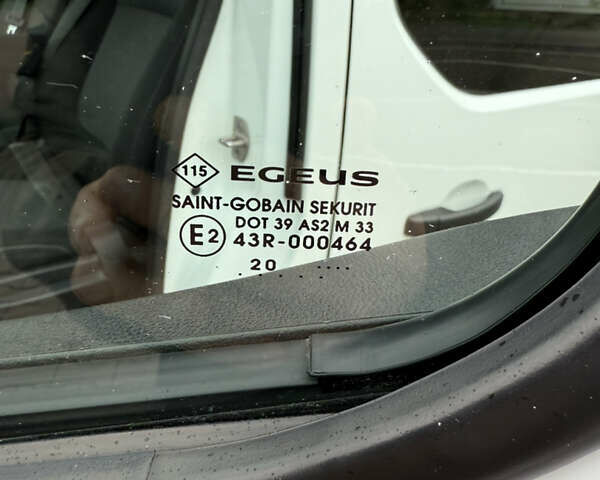 115 EGEUS
SAINT-GOBAIN SEKURIT
DOT 39 AS2 M 33
E2 43R-000464
20